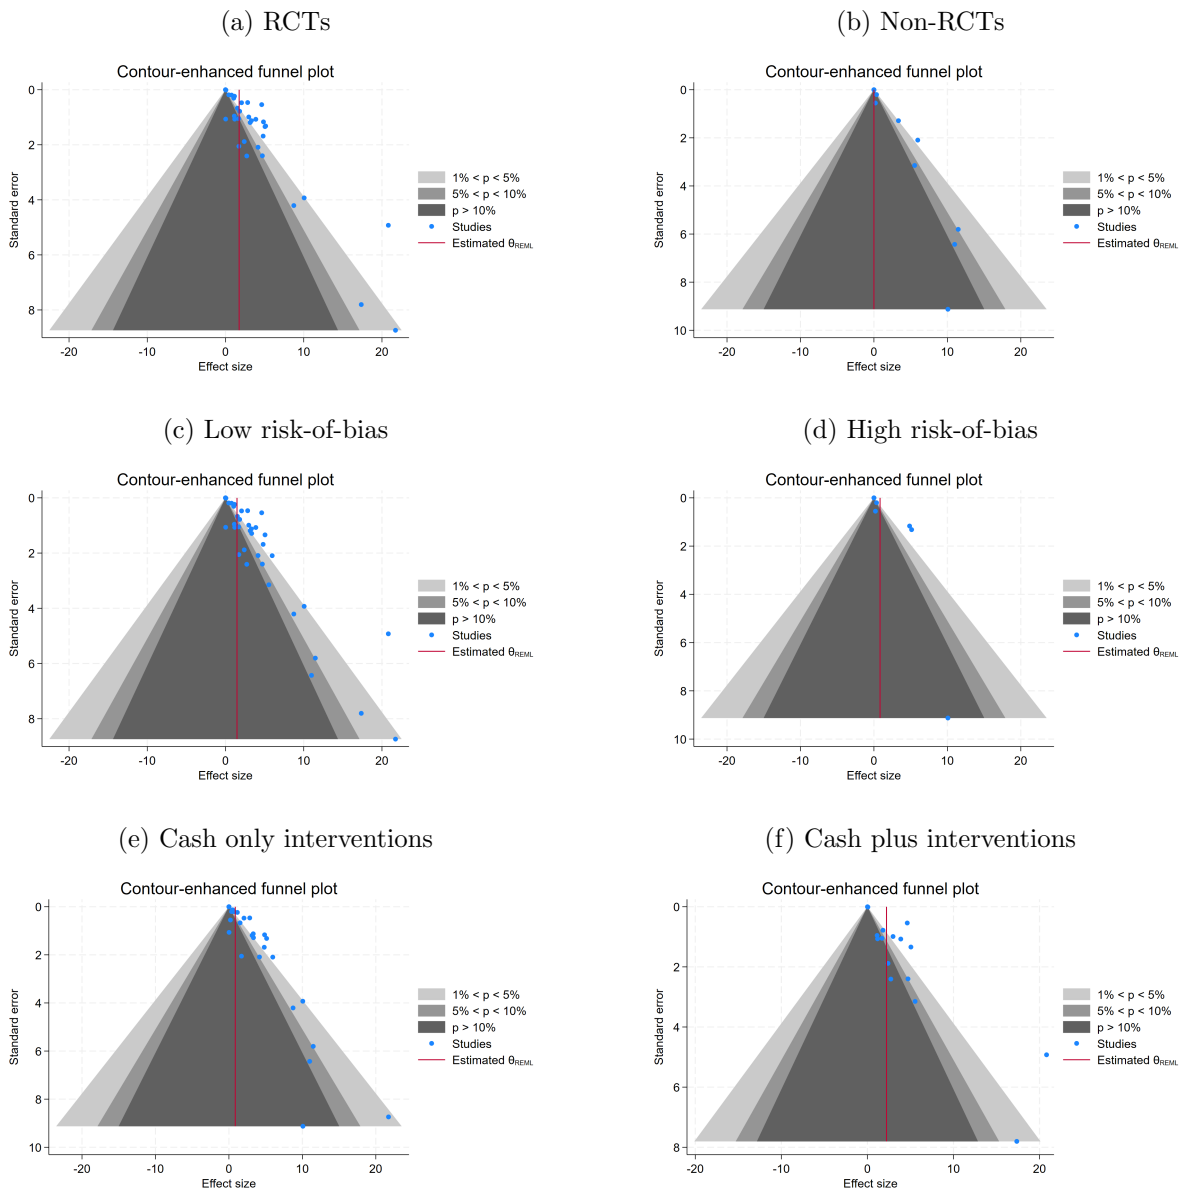 (a) RCTs
Contour-enhanced funnel plot
Standard error
0
2
4
6
8
-20
-10
0
10
20
Effect size
1% < p < 5%
5% < p < 10%
p > 10%
Studies
Estimated θREML
(b) Non-RCTs
Contour-enhanced funnel plot
Standard error
0
2
4
6
8
10
-20
-10
0
10
20
Effect size
1% < p < 5%
5% < p < 10%
p > 10%
Studies
Estimated θREML
(c) Low risk-of-bias
Contour-enhanced funnel plot
Standard error
0
2
4
6
8
-20
-10
0
10
20
Effect size
1% < p < 5%
5% < p < 10%
p > 10%
Studies
Estimated θREML
(d) High risk-of-bias
Contour-enhanced funnel plot
Standard error
0
2
4
6
8
10
-20
-10
0
10
20
Effect size
1% < p < 5%
5% < p < 10%
p > 10%
Studies
Estimated θREML
(e) Cash only interventions
Contour-enhanced funnel plot
Standard error
0
2
4
6
8
10
-20
-10
0
10
20
Effect size
1% < p < 5%
5% < p < 10%
p > 10%
Studies
Estimated θREML
(f) Cash plus interventions
Contour-enhanced funnel plot
Standard error
0
2
4
6
8
-20
-10
0
10
20
Effect size
1% < p < 5%
5% < p < 10%
p > 10%
Studies
Estimated θREML